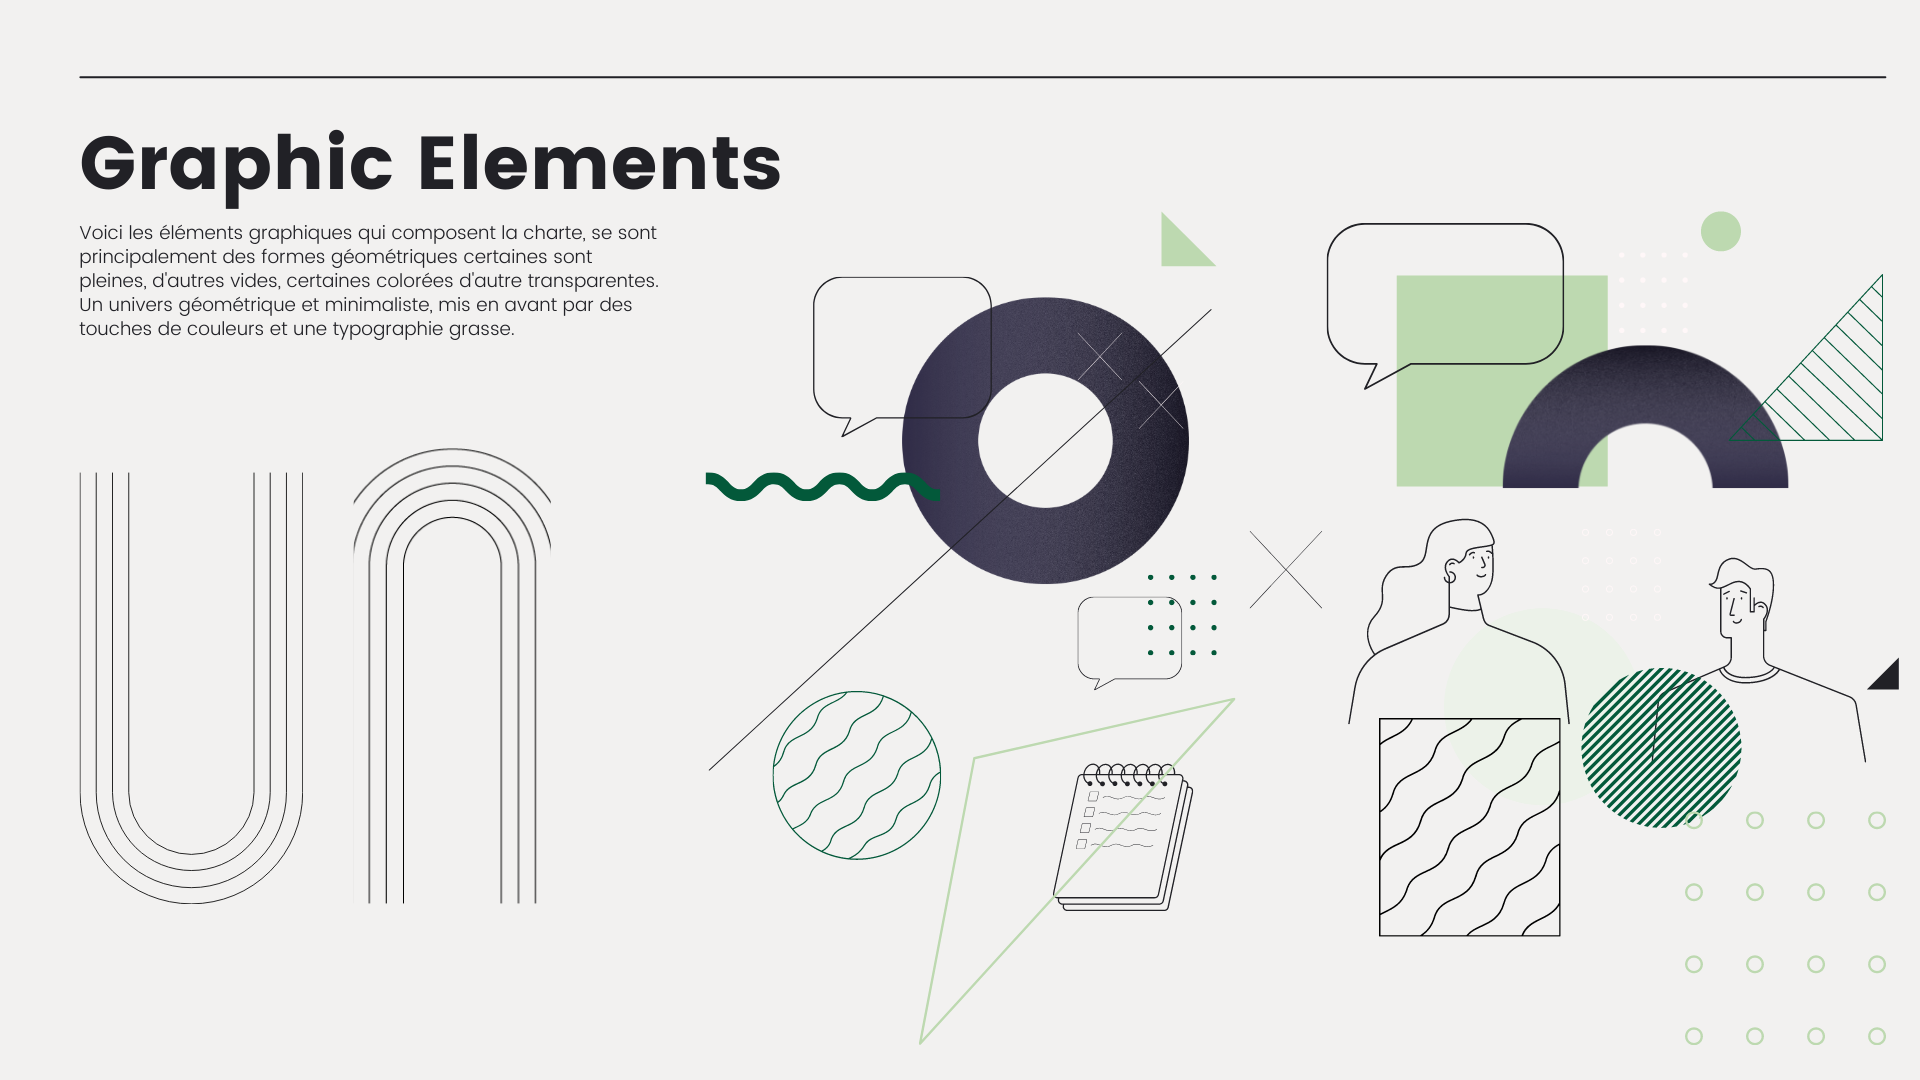 Graphic Elements
Voici les éléments graphiques qui composent la charte, se sont
principalement des formes géométriques certaines sont
pleines, d'autres vides, certaines colorées d'autre transparentes.
Un univers géométrique et minimaliste, mis en avant par des
touches de couleurs et une typographie grasse.